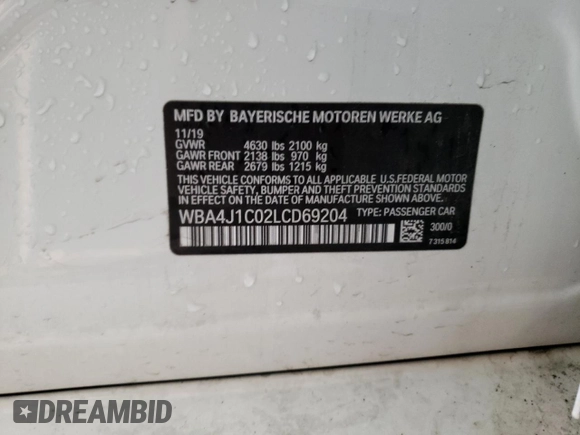 MFD BY BAYERISCHE MOTOREN WERKE AG
11/19
GVWR 4630 lbs 2100 kg
GAWR FRONT 2138 lbs 970 kg
GAWR REAR 2679 lbs 1215 kg
THIS VEHICLE CONFORMS TO ALL APPLICABLE U.S.FEDERAL MOTOR
VEHICLE SAFETY, BUMPER AND THEFT PREVENTION STANDARDS IN
EFFECT ON THE DATE OF MANUFACTURE SHOWN ABOVE.
WBA4J1C02LCD69204 TYPE: PASSENGER CAR
300/0
7 315 814
DREAMBID